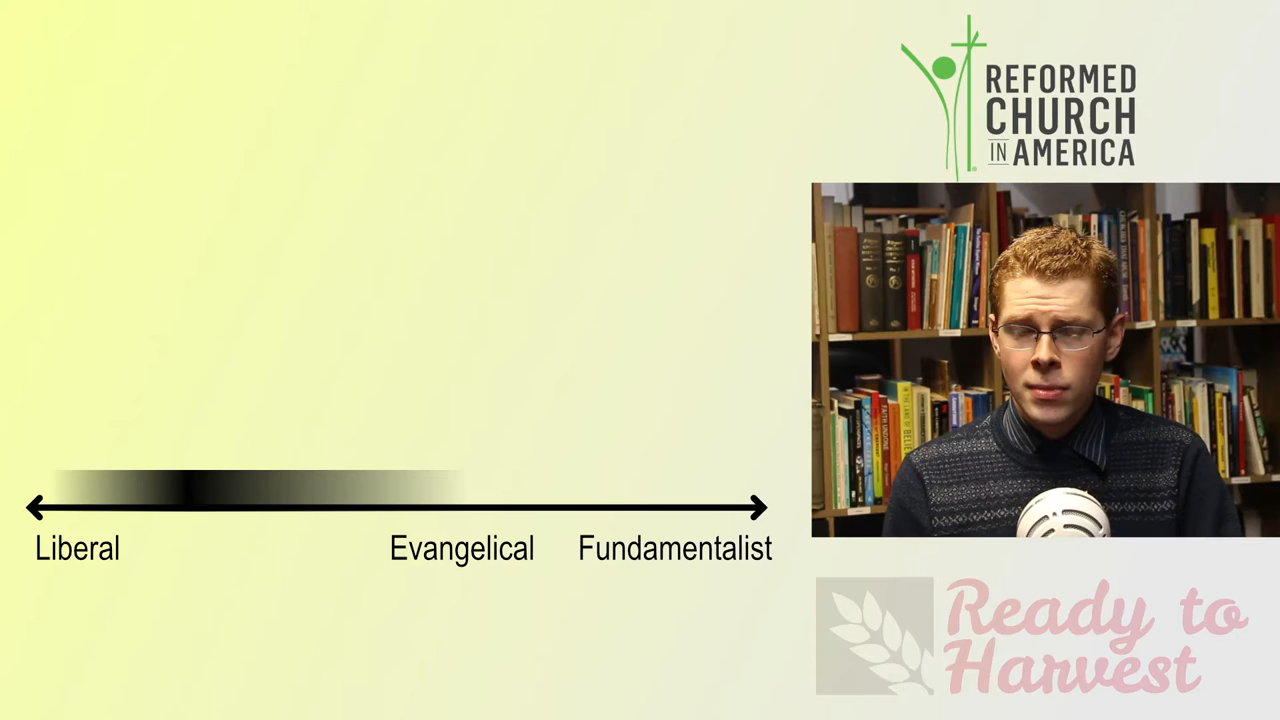 REFORMED
CHURCH
IN AMERICA
Liberal
Evangelical
Fundamentalist
Ready to
Harvest